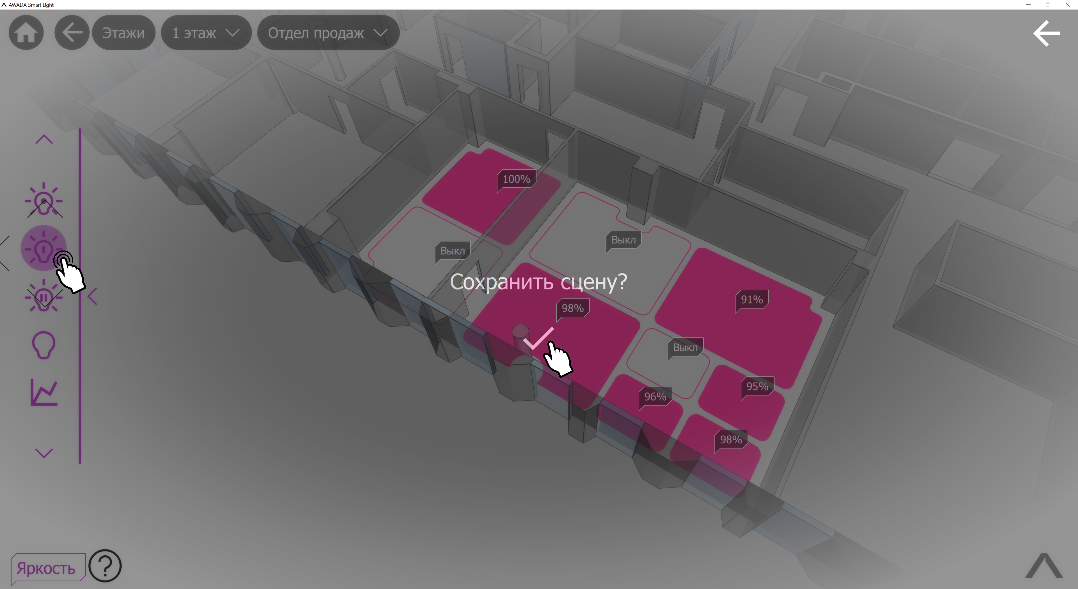 AWADA Smart Light
Этажи
1 этаж
Отдел продаж
100%
Выкл
Выкл
Сохранить сцену?
91%
98%
Выкл
95%
96%
98%
Яркость
?